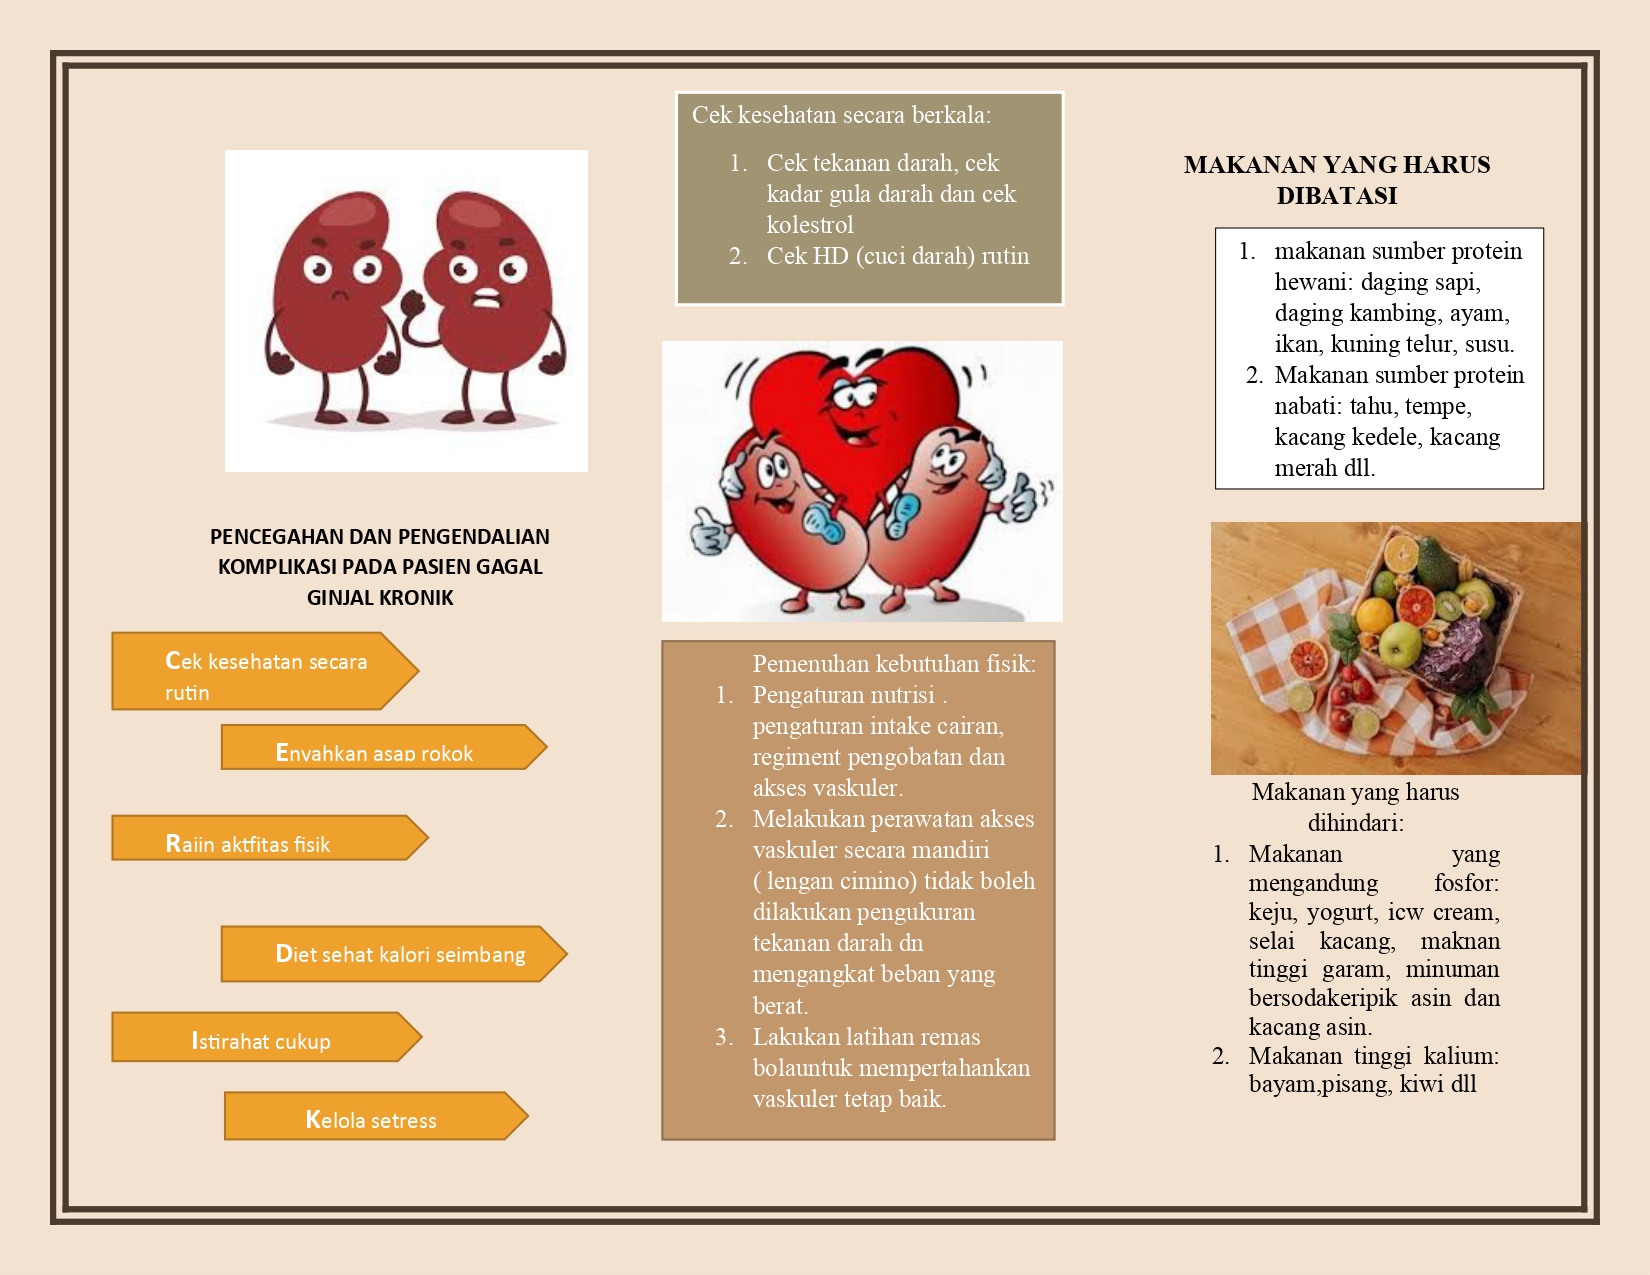 PENCEGAHAN DAN PENGENDALIAN
KOMPLIKASI PADA PASIEN GAGAL
GINJAL KRONIK
Cek kesehatan secara
rutin
Enyahkan asap rokok
Rajin aktfitas fisik
Diet sehat kalori seimbang
Istirahat cukup
Kelola setress
Cek kesehatan secara berkala:
1. Cek tekanan darah, cek
kadar gula darah dan cek
kolestrol
2. Cek HD (cuci darah) rutin
Pemenuhan kebutuhan fisik:
1. Pengaturan nutrisi .
pengaturan intake cairan,
regiment pengobatan dan
akses vaskuler.
2. Melakukan perawatan akses
vaskuler secara mandiri
( lengan cimino) tidak boleh
dilakukan pengukuran
tekanan darah dn
mengangkat beban yang
berat.
3. Lakukan latihan remas
bolauntuk mempertahankan
vaskuler tetap baik.
MAKANAN YANG HARUS
DIBATASI
1. makanan sumber protein
hewani: daging sapi,
daging kambing, ayam,
ikan, kuning telur, susu.
2. Makanan sumber protein
nabati: tahu, tempe,
kacang kedele, kacang
merah dll.
Makanan yang harus
dihindari:
1. Makanan yang
mengandung fosfor:
keju, yogurt, icw cream,
selai kacang, maknan
tinggi garam, minuman
bersodakeripik asin dan
kacang asin.
2. Makanan tinggi kalium:
bayam,pisang, kiwi dll